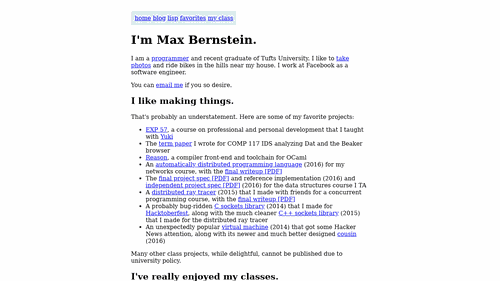 home blog lisp favorites my class
I'm Max Bernstein.
I am a programmer and recent graduate of Tufts University. I like to take
photos and ride bikes in the hills near my house. I work at Facebook as a
software engineer.
You can email me if you so desire.
I like making things.
That's probably an understatement. Here are some of my favorite projects:
• EXP 57, a course on professional and personal development that I taught
with Yuki
• The term paper I wrote for COMP 117 IDS analyzing Dat and the Beaker
browser
• Reason, a compiler front-end and toolchain for OCaml
• An automatically distributed programming language (2016) for my
networks course, with the final writeup [PDF]
• The final project spec [PDF] and reference implementation (2016) and
independent project spec [PDF] (2016) for the data structures course I TA
• A distributed ray tracer (2015) that I made with friends for a concurrent
programming course, with the final writeup [PDF]
• A probably bug-ridden C sockets library (2014) that I made for
Hacktoberfest, along with the much cleaner C++ sockets library (2015)
that I made for the distributed ray tracer
• An unexpectedly popular virtual machine (2014) that got some Hacker
News attention, along with its newer and much better designed cousin
(2016)
Many other class projects, while delightful, cannot be published due to
university policy.
I've really enjoyed my classes.